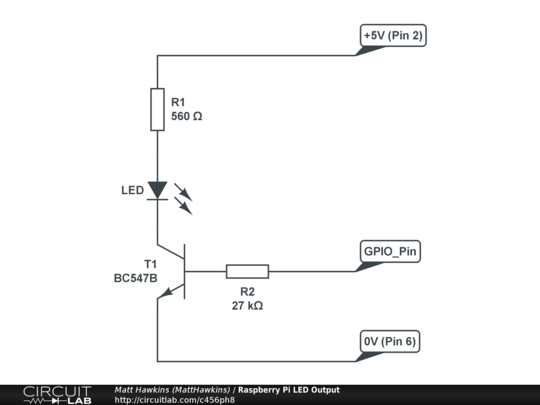 +5V (Pin 2)
R1
560 Ω
LED
GPIO_Pin
T1
BC547B
R2
27 kΩ
0V (Pin 6)
CIRCUIT
LAB
Matt Hawkins (MattHawkins) / Raspberry Pi LED Output
http://circuitlab.com/c456ph8